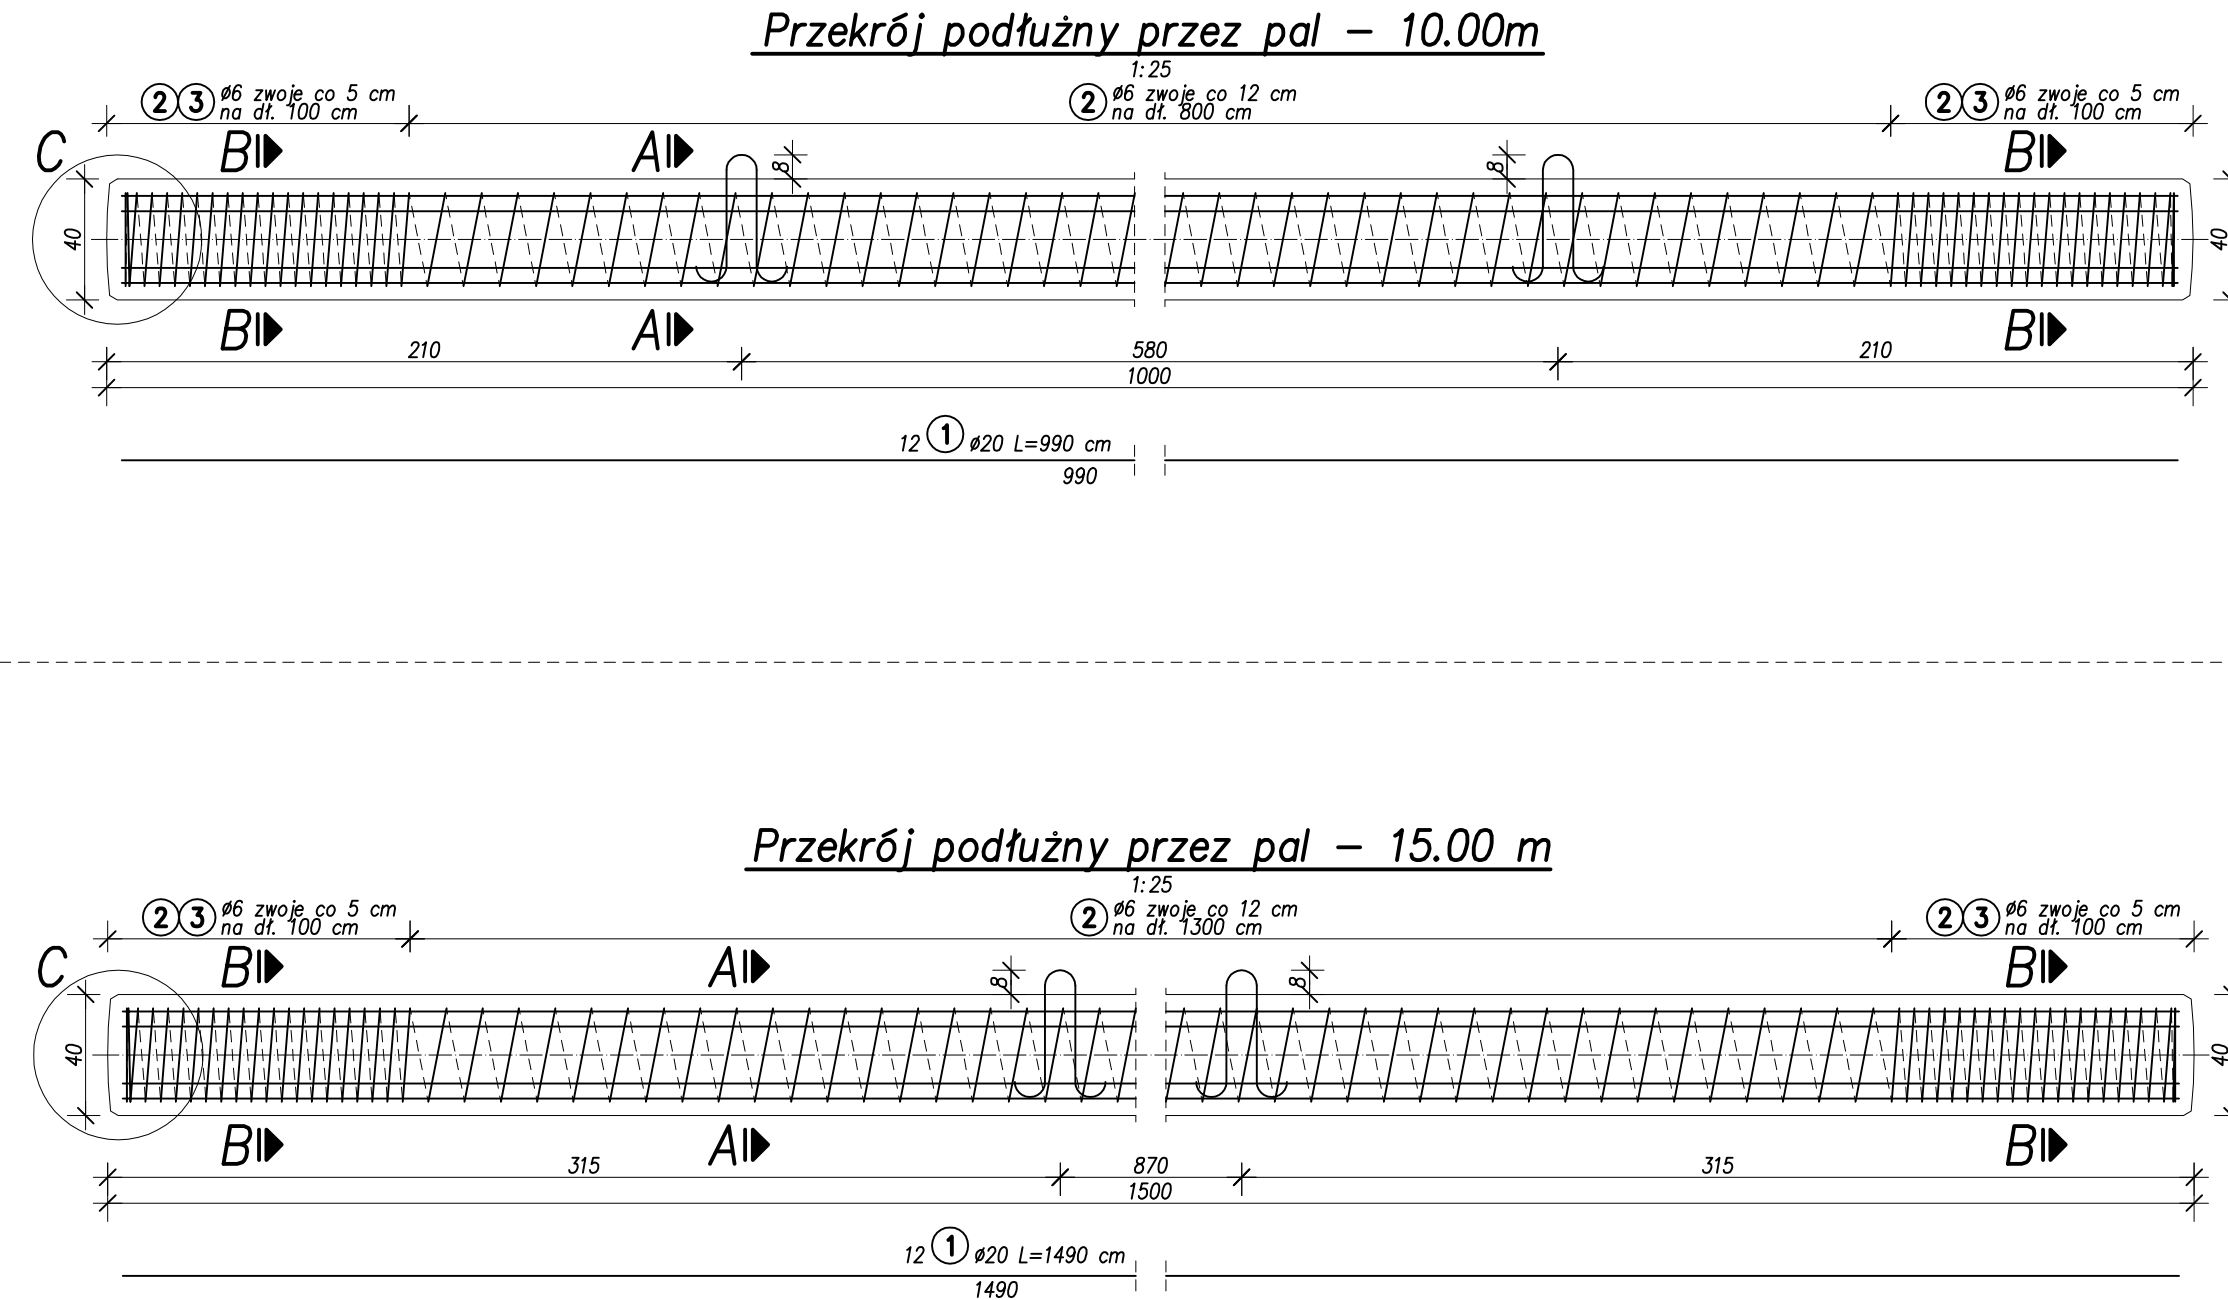 Przekrój podłużny przez pal – 10.00m
1:25
2 3 ø6 zwoje co 5 cm
na dł. 100 cm
2 ø6 zwoje co 12 cm
na dł. 800 cm
2 3 ø6 zwoje co 5 cm
na dł. 100 cm
C
B A B
8 8
40 40
B A B
210 580 210
1000
12 1 ø20 L=990 cm
990
Przekrój podłużny przez pal – 15.00 m
1:25
2 3 ø6 zwoje co 5 cm
na dł. 100 cm
2 ø6 zwoje co 12 cm
na dł. 1300 cm
2 3 ø6 zwoje co 5 cm
na dł. 100 cm
C
B A B
8 8
40 40
B A B
315 870 315
1500
12 1 ø20 L=1490 cm
1490